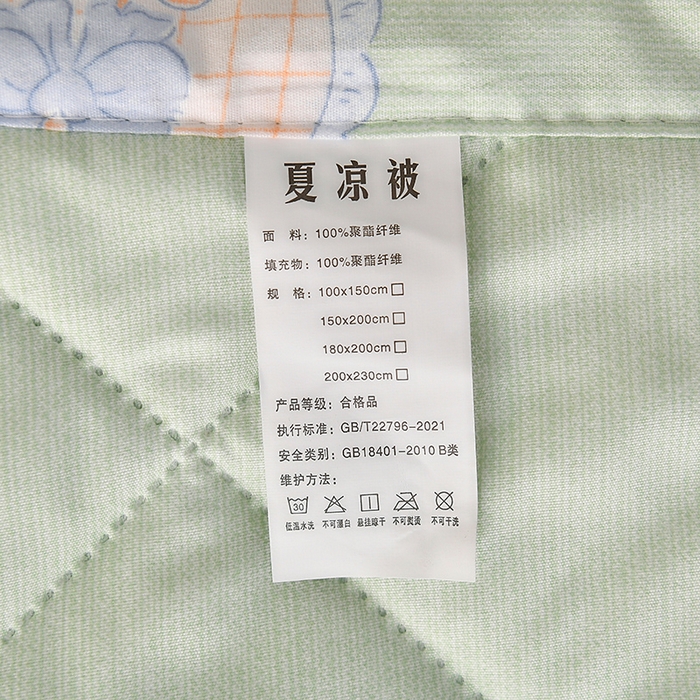 夏凉被
面 料：100%聚酯纤维
填充物：100%聚酯纤维
规 格：100x150cm□
150x200cm□
180x200cm□
200x230cm□
产品等级：合格品
执行标准：GB/T22796-2021
安全类别：GB18401-2010 B类
维护方法：
30
低温水洗 不可漂白 悬挂晾干 不可熨烫 不可干洗